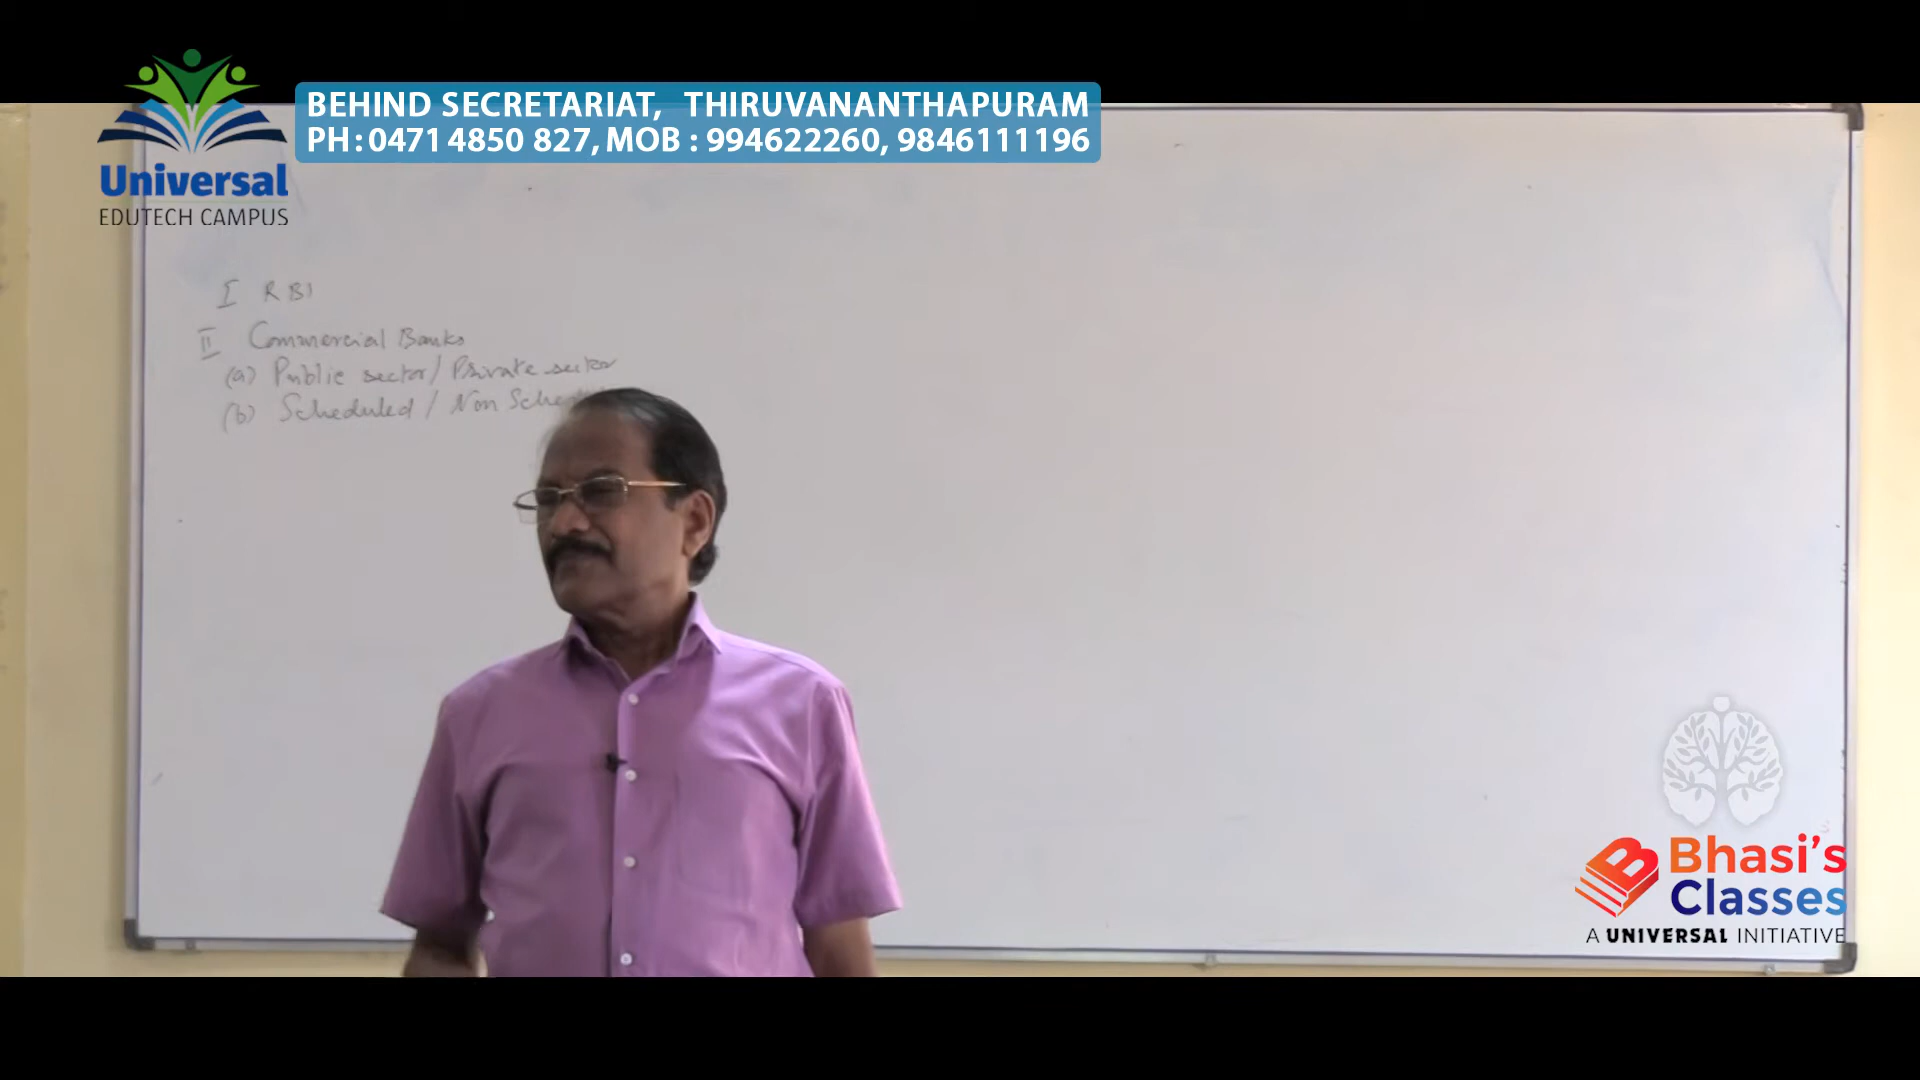 BEHIND SECRETARIAT, THIRUVANANTHAPURAM
PH : 0471 4850 827, MOB : 994622260, 9846111196
Universal
EDUTECH CAMPUS
I RBI
II Commercial Banks
(a) Public sector / Private sector
(b) Scheduled / Non
Bhasi's
Classes
A UNIVERSAL INITIATIVE